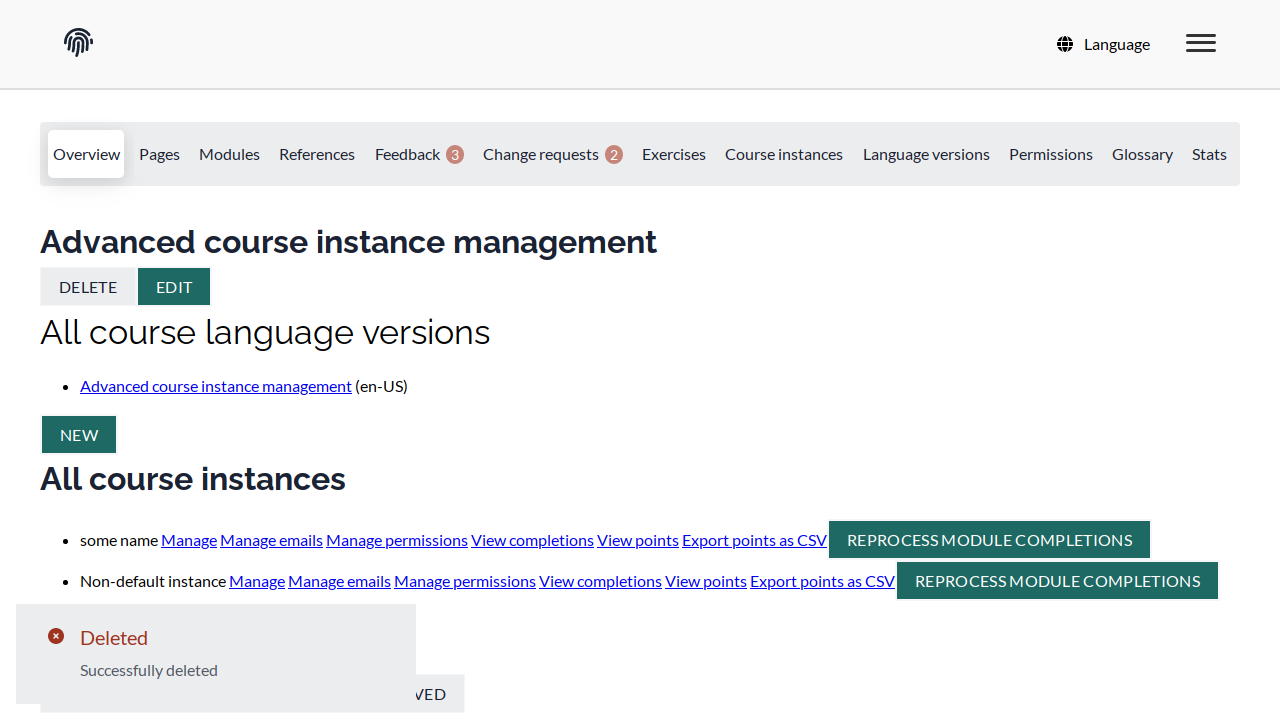 Language
Overview Pages Modules References Feedback 3 Change requests 2 Exercises Course instances Language versions Permissions Glossary Stats
Advanced course instance management
DELETE EDIT
All course language versions
Advanced course instance management (en-US)
NEW
All course instances
some name Manage Manage emails Manage permissions View completions View points Export points as CSV REPROCESS MODULE COMPLETIONS
Non-default instance Manage Manage emails Manage permissions View completions View points Export points as CSV REPROCESS MODULE COMPLETIONS
Deleted
Successfully deleted